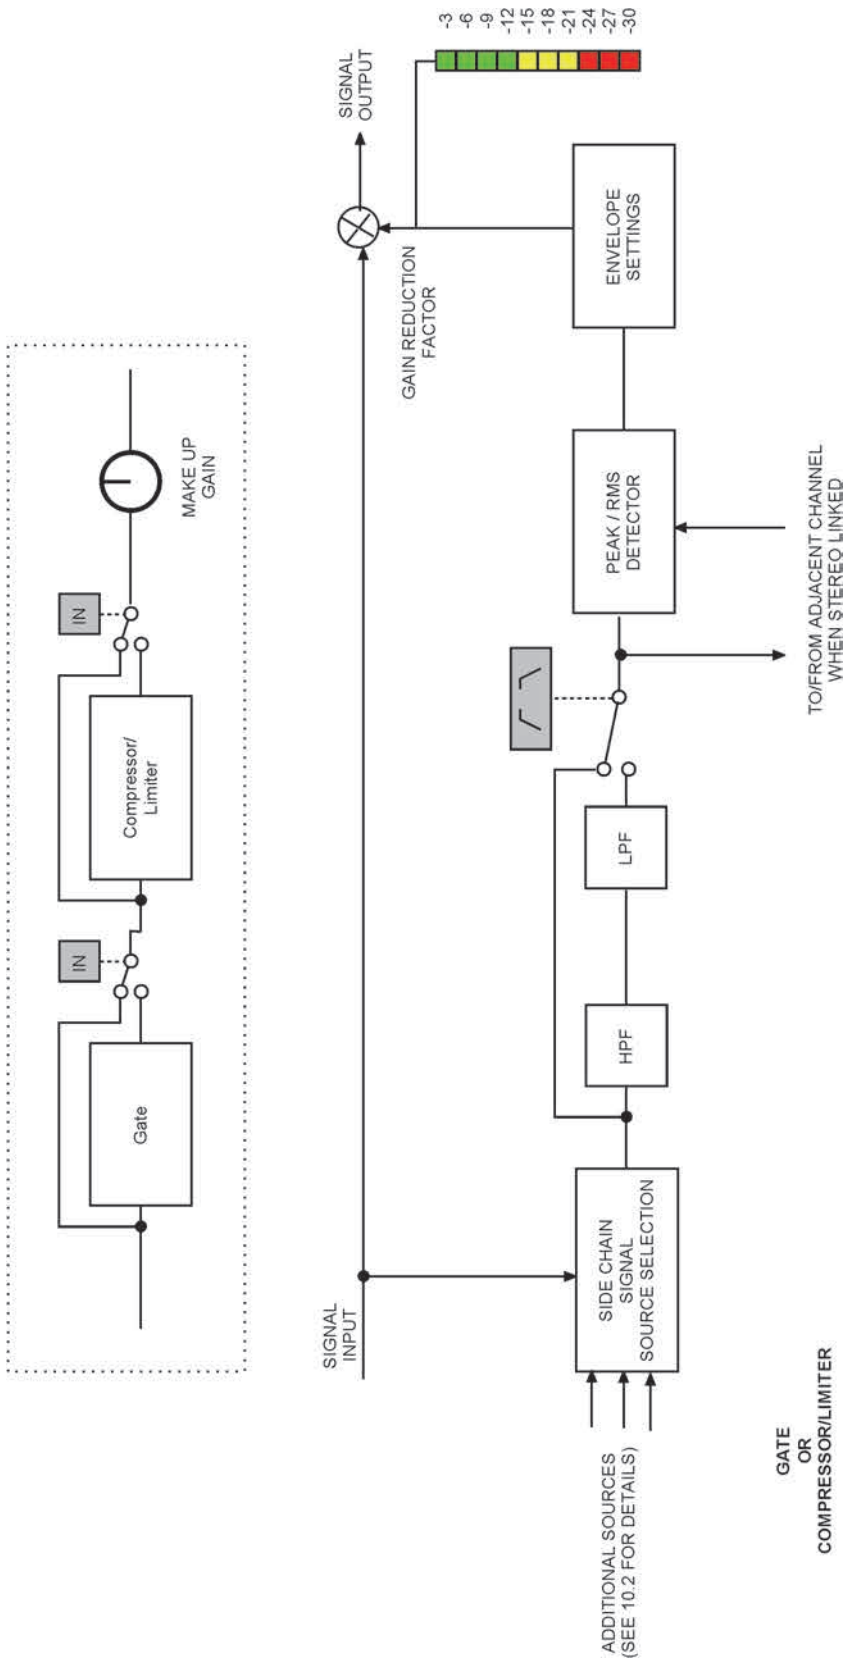 Gate
IN
Compressor/
Limiter
IN
MAKE UP
GAIN
SIGNAL
INPUT
SIGNAL
OUTPUT
GAIN REDUCTION
FACTOR
-3
-6
-9
-12
-15
-18
-21
-24
-27
-30
ADDITIONAL SOURCES
(SEE 10.2 FOR DETAILS)
SIDE CHAIN
SIGNAL
SOURCE SELECTION
HPF
LPF
PEAK / RMS
DETECTOR
ENVELOPE
SETTINGS
TO/FROM ADJACENT CHANNEL
WHEN STEREO LINKED
GATE
OR
COMPRESSOR/LIMITER